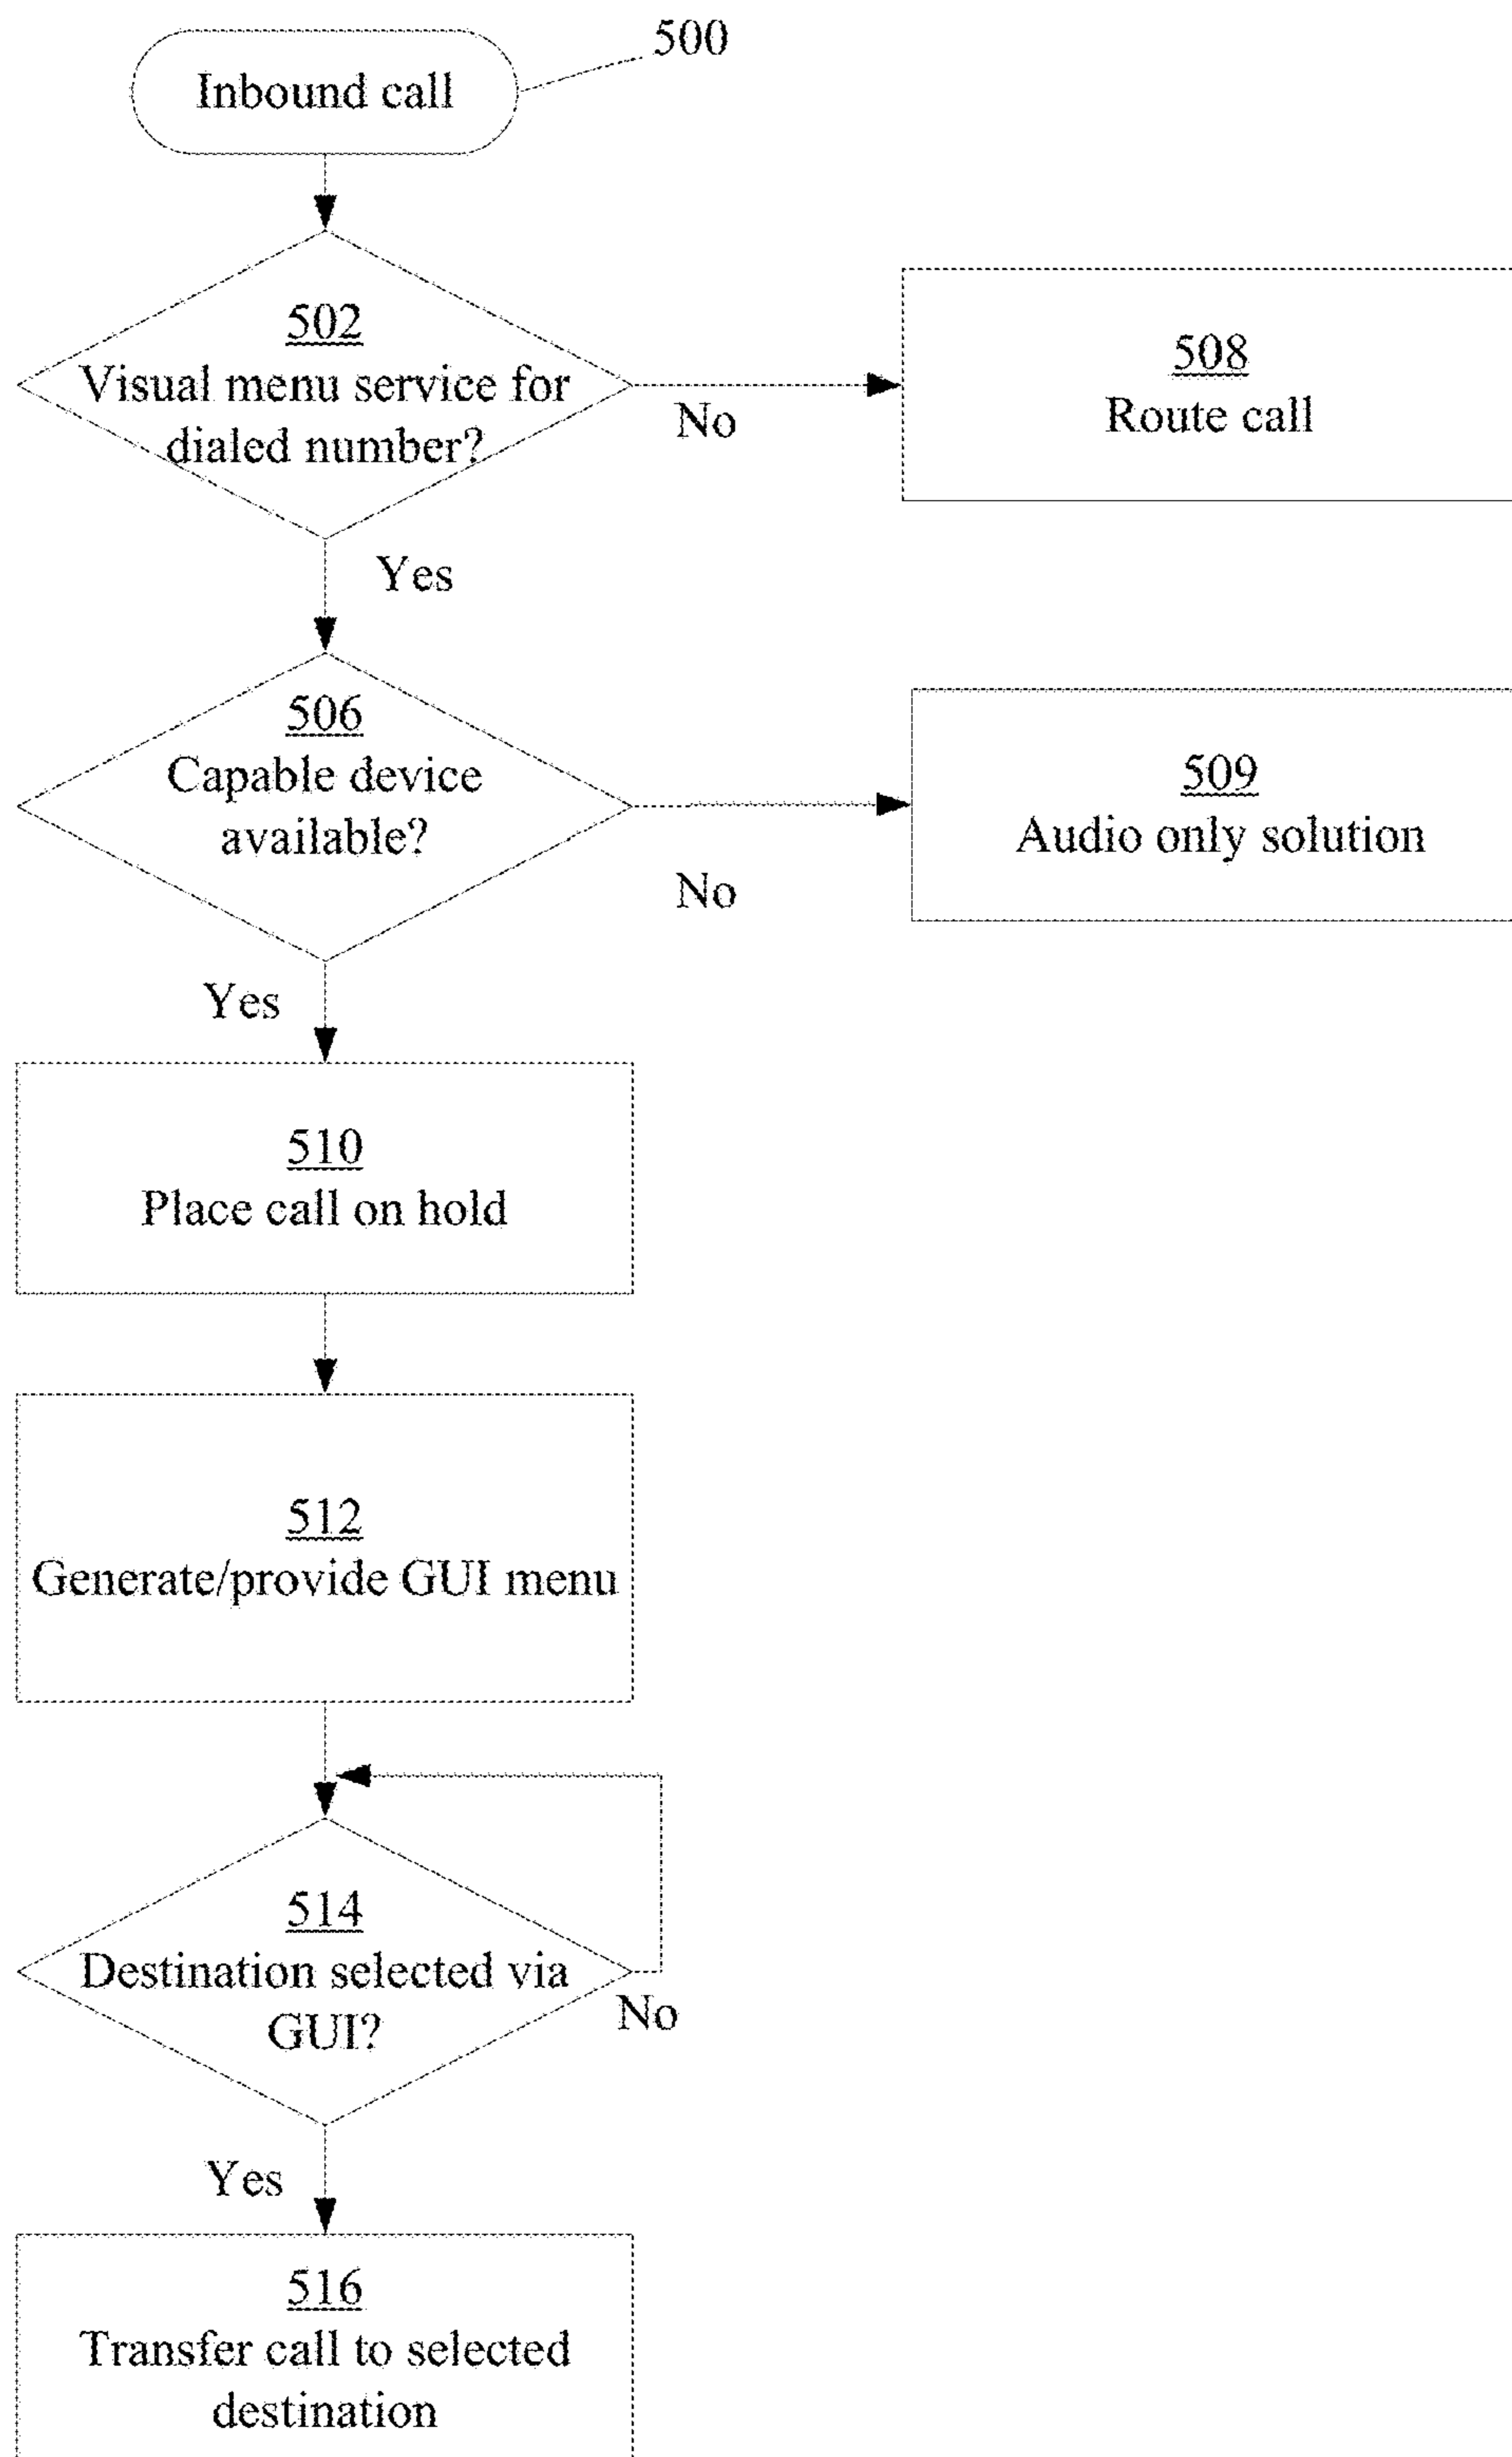 500
Inbound call
502
Visual menu service for
dialed number?
No
508
Route call
Yes
506
Capable device
available?
No
509
Audio only solution
Yes
510
Place call on hold
512
Generate/provide GUI menu
514
Destination selected via
GUI?
No
Yes
516
Transfer call to selected
destination